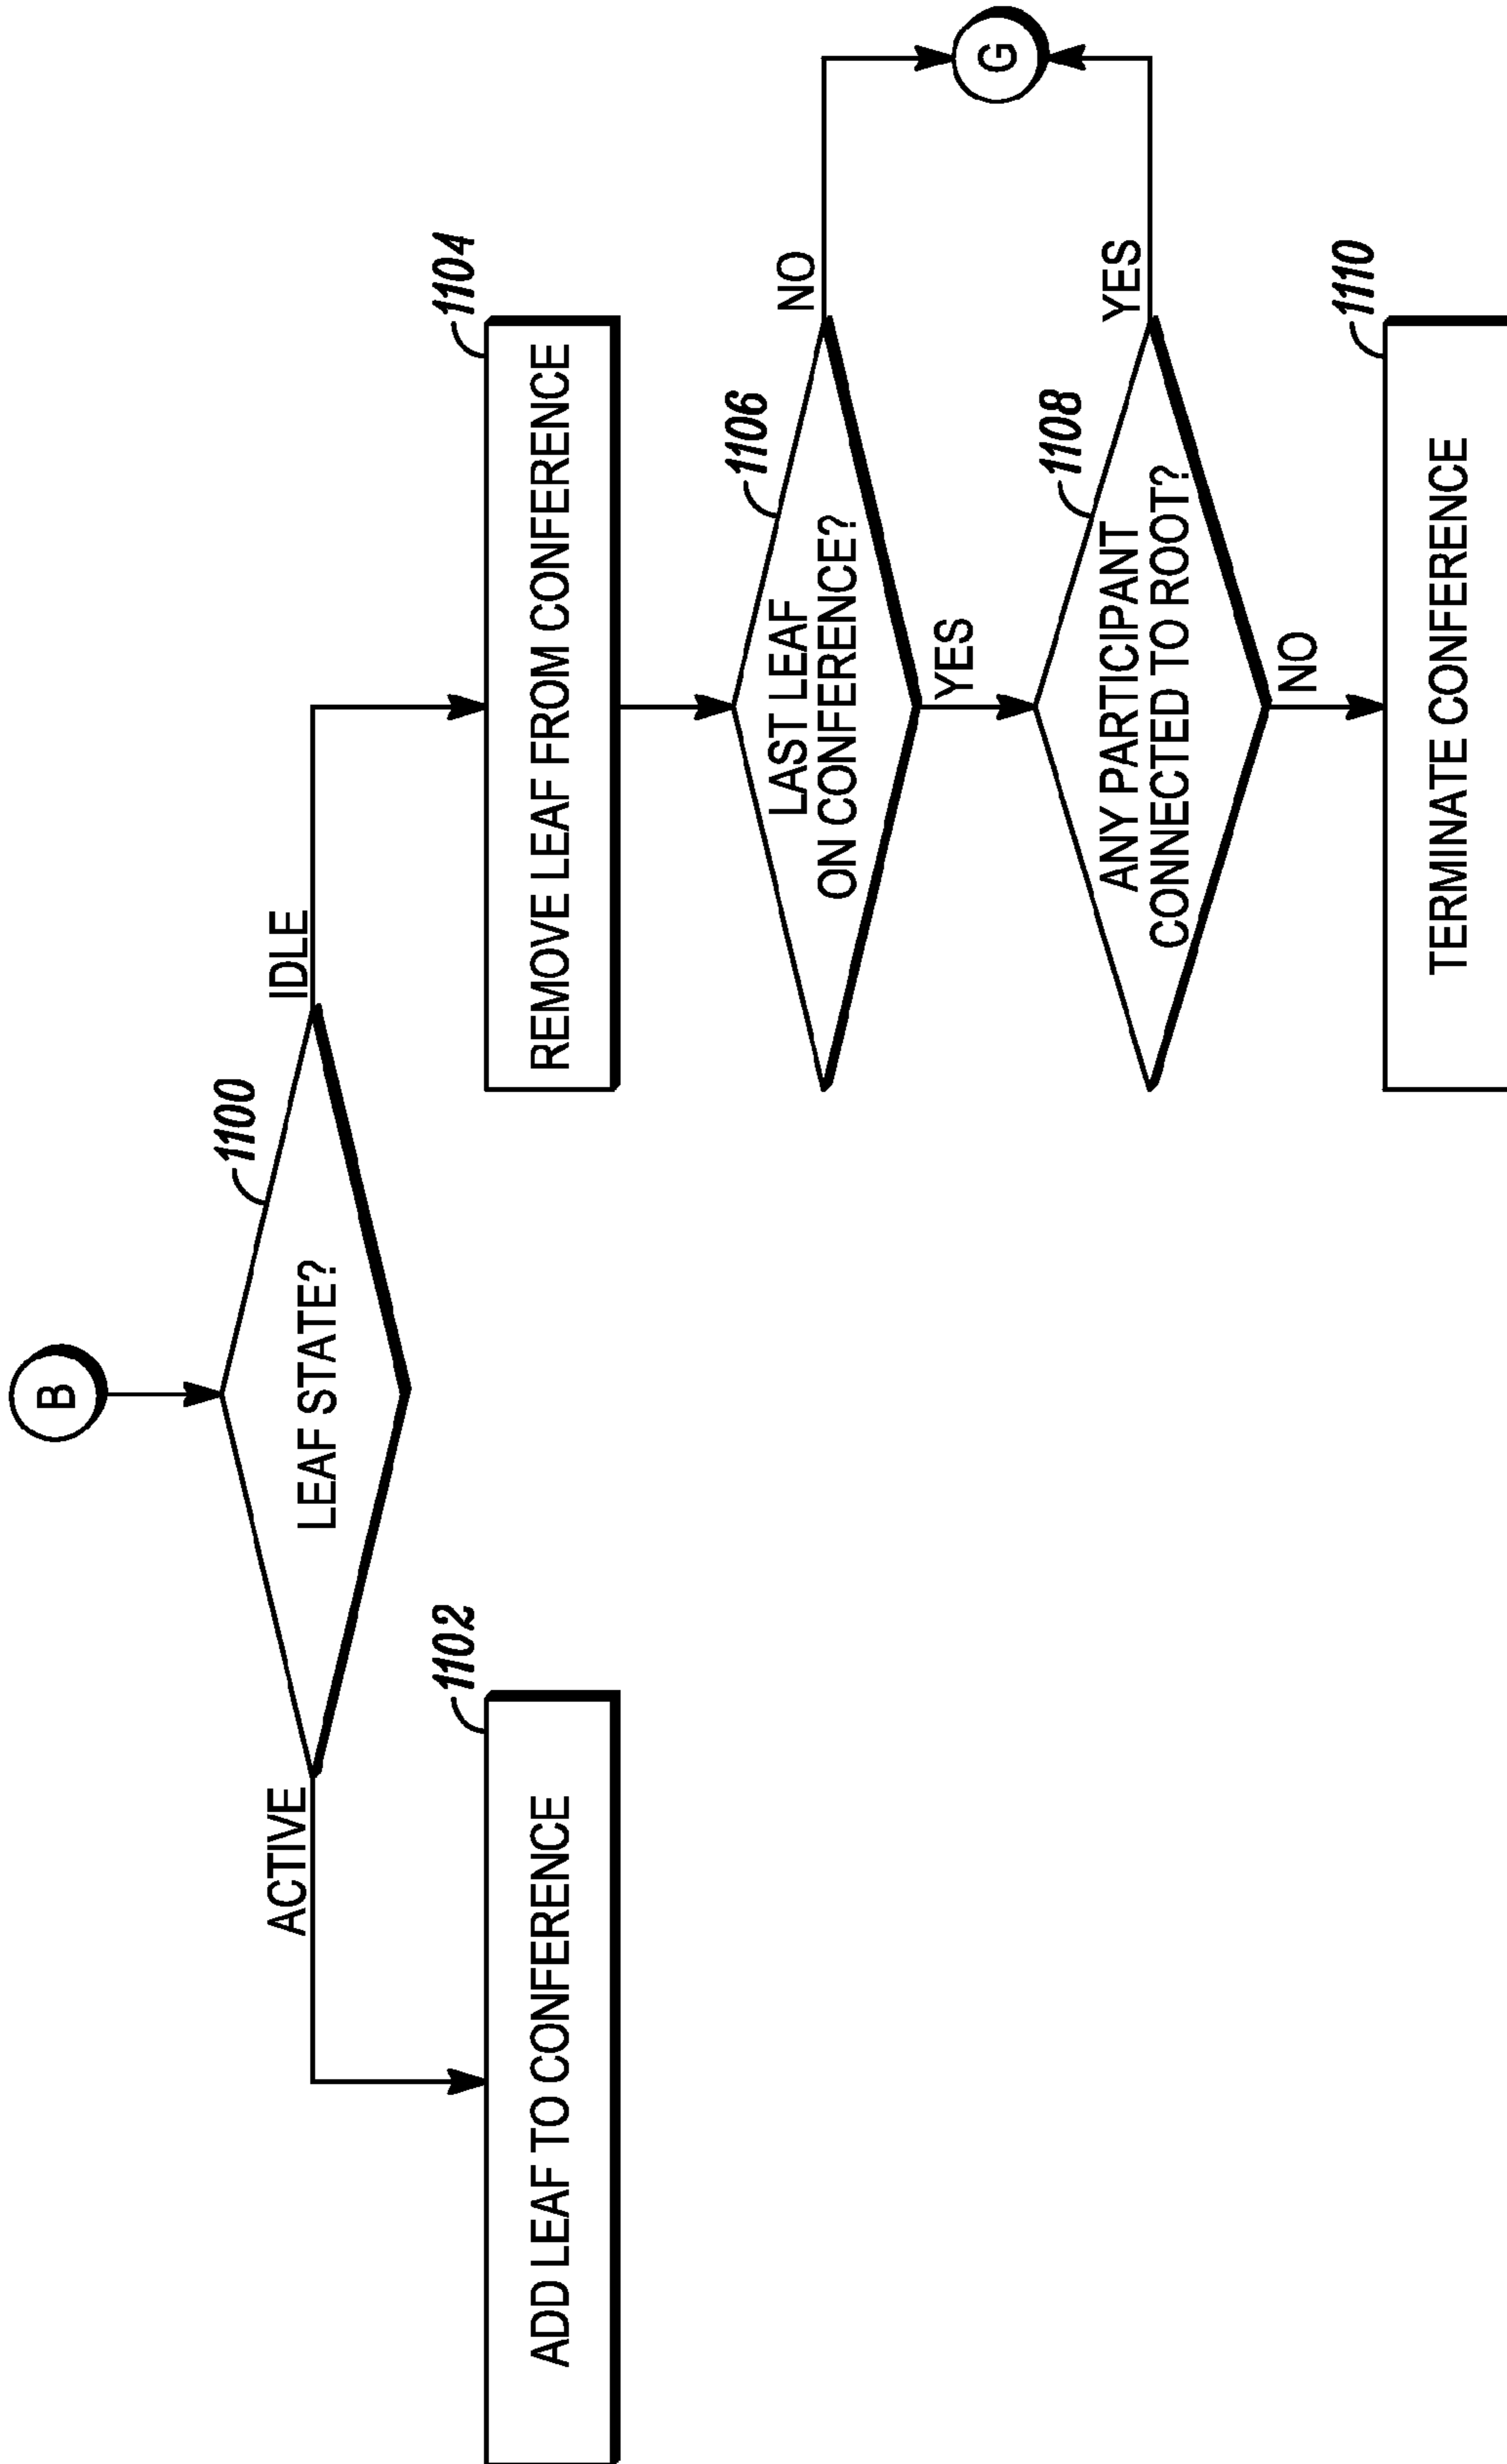 B
1100
LEAF STATE?
ACTIVE
IDLE
1102
ADD LEAF TO CONFERENCE
1104
REMOVE LEAF FROM CONFERENCE
1106
LAST LEAF
ON CONFERENCE?
NO
YES
G
1108
ANY PARTICIPANT
CONNECTED TO ROOT?
YES
NO
1110
TERMINATE CONFERENCE